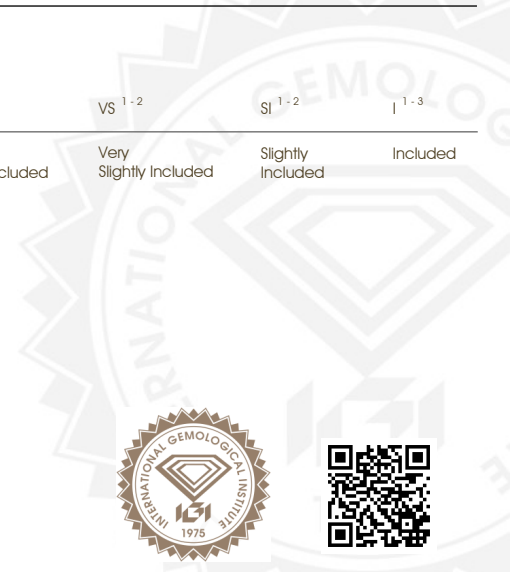 VS 1 - 2 SI 1 - 2 I 1 - 3
cluded Very Slightly Included Slightly Included Included
INTERNATIONAL GEMOLOGICAL INSTITUTE
IGI
1975